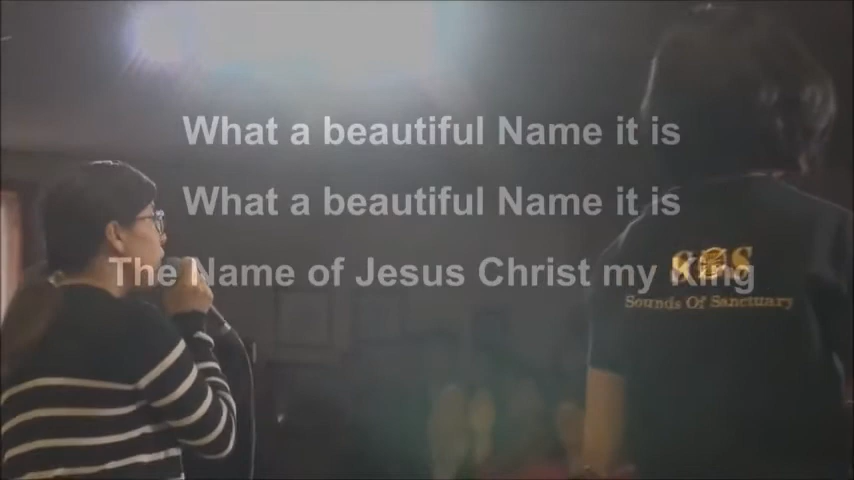 What a beautiful Name it is
What a beautiful Name it is
The Name of Jesus Christ my King
SOS
Sounds Of Sanctuary